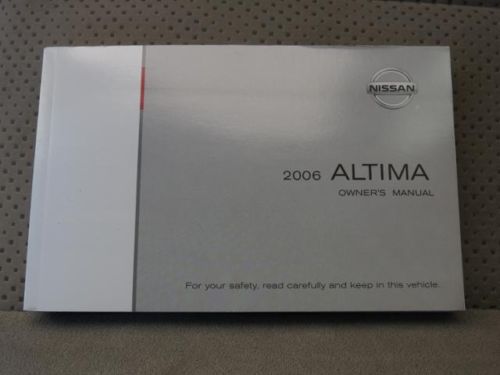 NISSAN
2006 ALTIMA
OWNER'S MANUAL
For your safety, read carefully and keep in this vehicle.